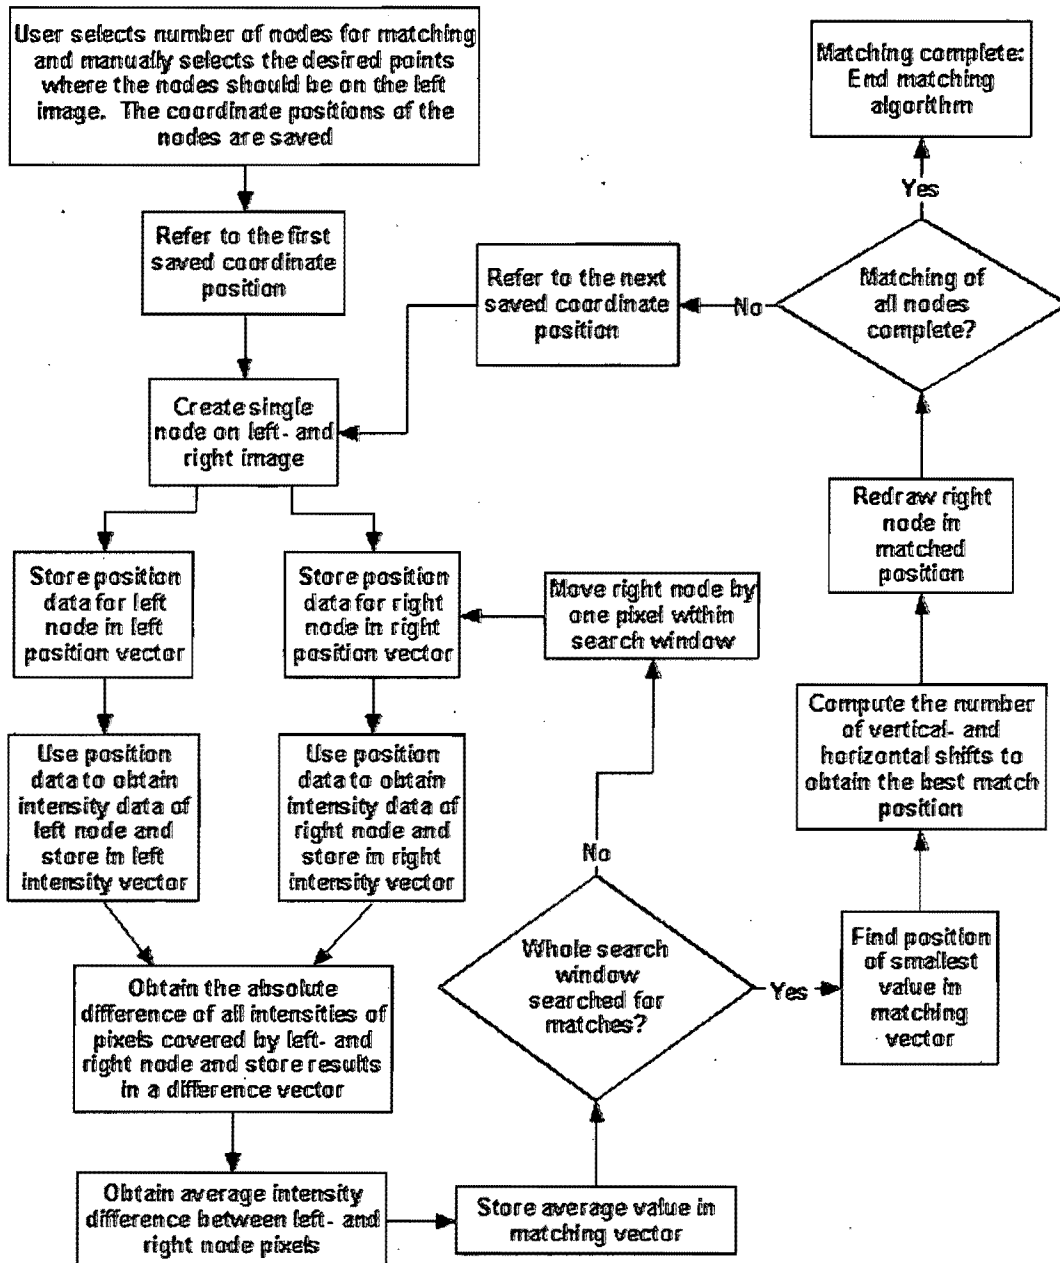 User selects number of nodes for matching
and manually selects the desired points
where the nodes should be on the left
image. The coordinate positions of the
nodes are saved
Refer to the first
saved coordinate
position
Create single
node on left- and
right image
Store position
data for left
node in left
position vector
Store position
data for right
node in right
position vector
Use position
data to obtain
intensity data of
left node and
store in left
intensity vector
Use position
data to obtain
intensity data of
right node and
store in right
intensity vector
Obtain the absolute
difference of all intensities of
pixels covered by left- and
right node and store results
in a difference vector
Obtain average intensity
difference between left- and
right node pixels
Store average value in
matching vector
Whole search
window
searched for
matches?
No
Move right node by
one pixel within
search window
Yes
Find position
of smallest
value in
matching
vector
Compute the number
of vertical- and
horizontal shifts to
obtain the best match
position
Redraw right
node in
matched
position
Matching of
all nodes
complete?
No
Refer to the next
saved coordinate
position
Yes
Matching complete:
End matching
algorithm